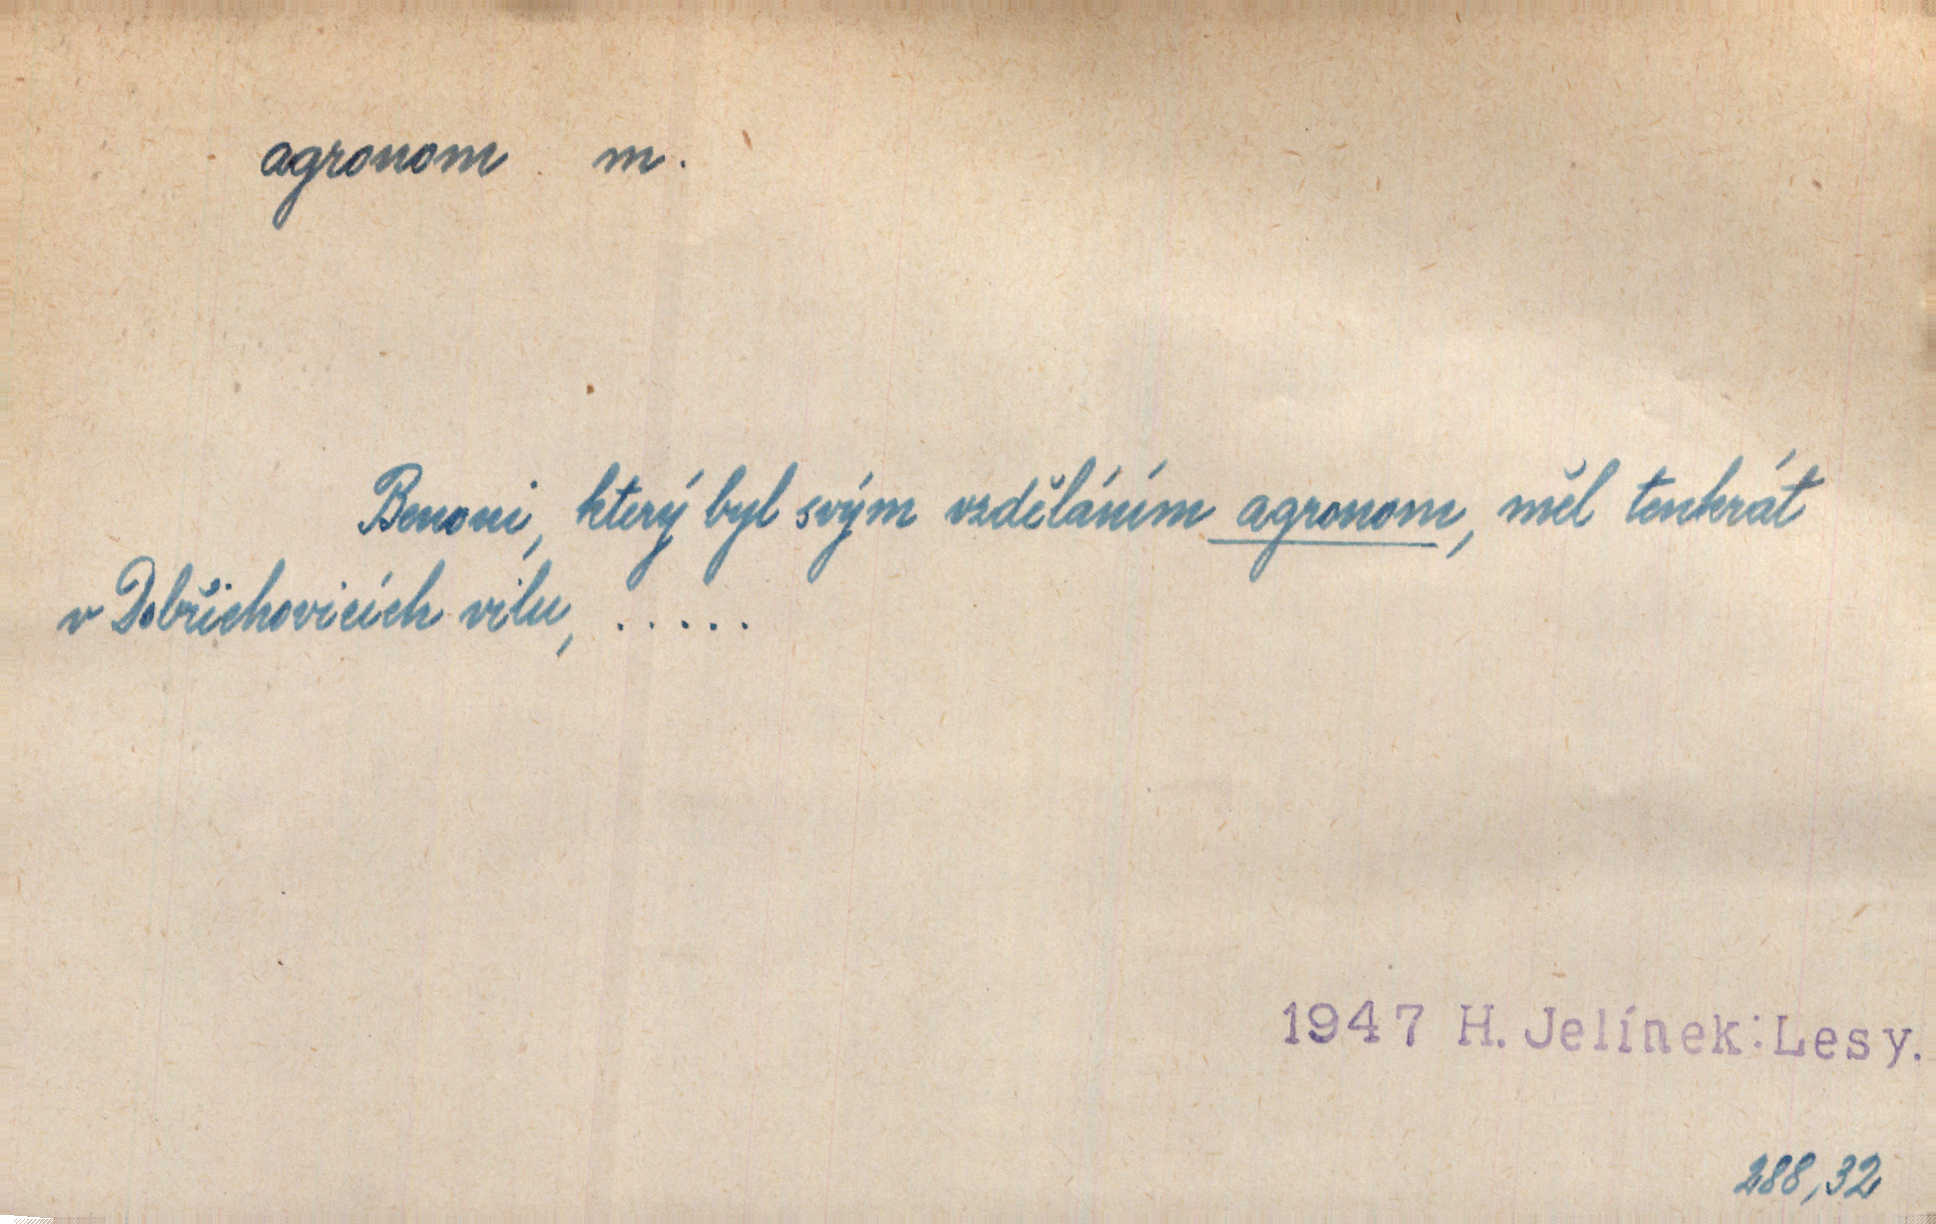 agronom m.
Benoni, který byl svým vzděláním agronom, měl tenkrát
v Dobřichovicích vilu, .....
1947 H. Jelínek: Lesy.
288,32